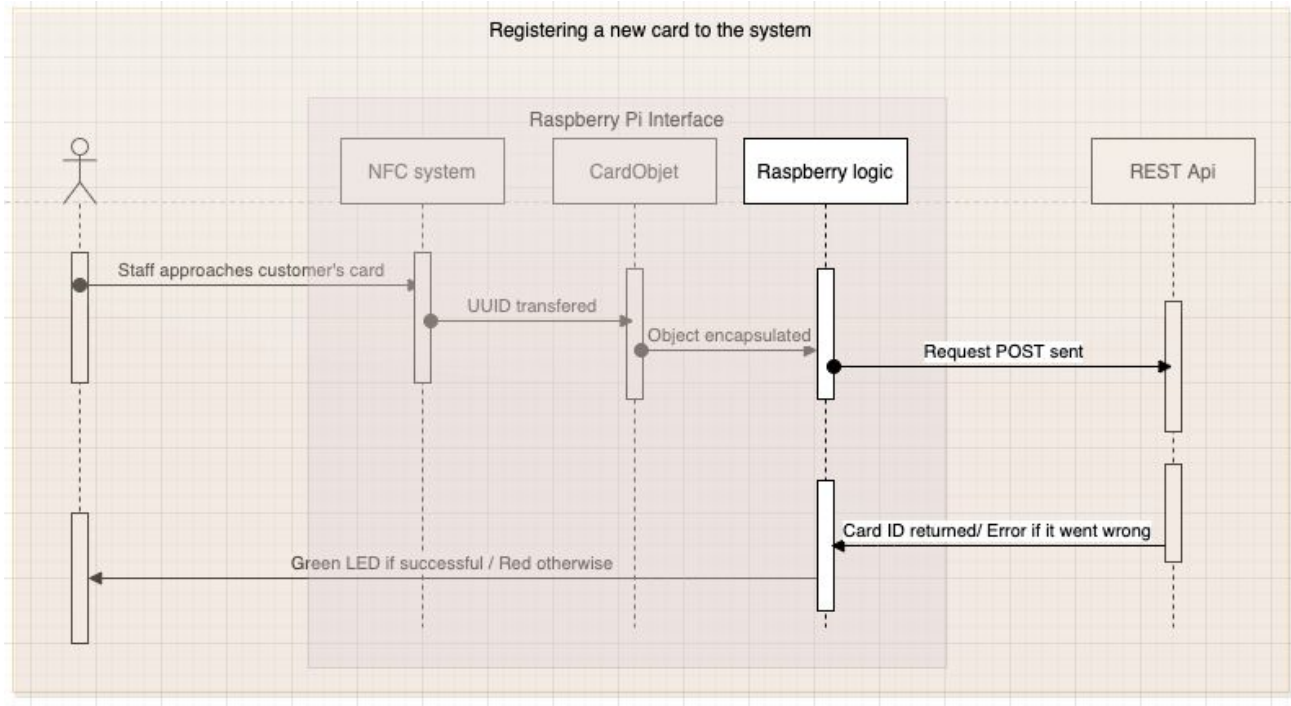 Registering a new card to the system
Raspberry Pi Interface
NFC system
CardObjet
Raspberry logic
REST Api
Staff approaches customer's card
UUID transfered
Object encapsulated
Request POST sent
Card ID returned/ Error if it went wrong
Green LED if successful / Red otherwise